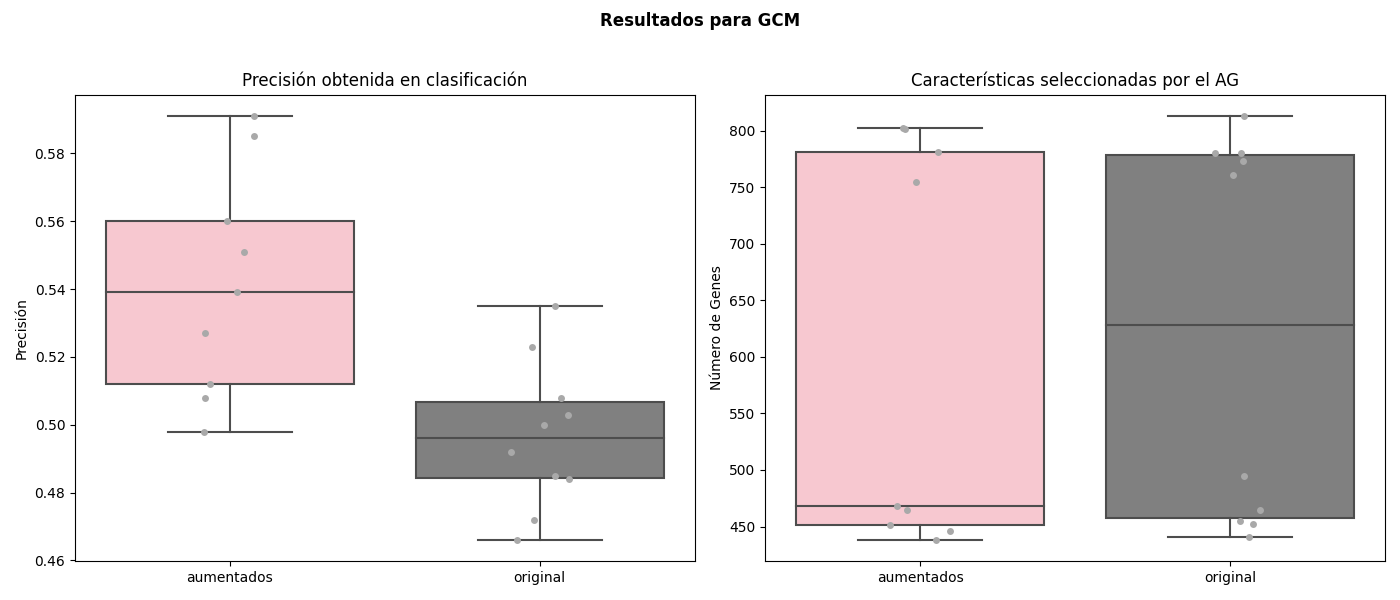 Resultados para GCM
Precisión obtenida en clasificación
Precisión
0.58
0.56
0.54
0.52
0.50
0.48
0.46
aumentados
original
Características seleccionadas por el AG
Número de Genes
800
750
700
650
600
550
500
450
aumentados
original